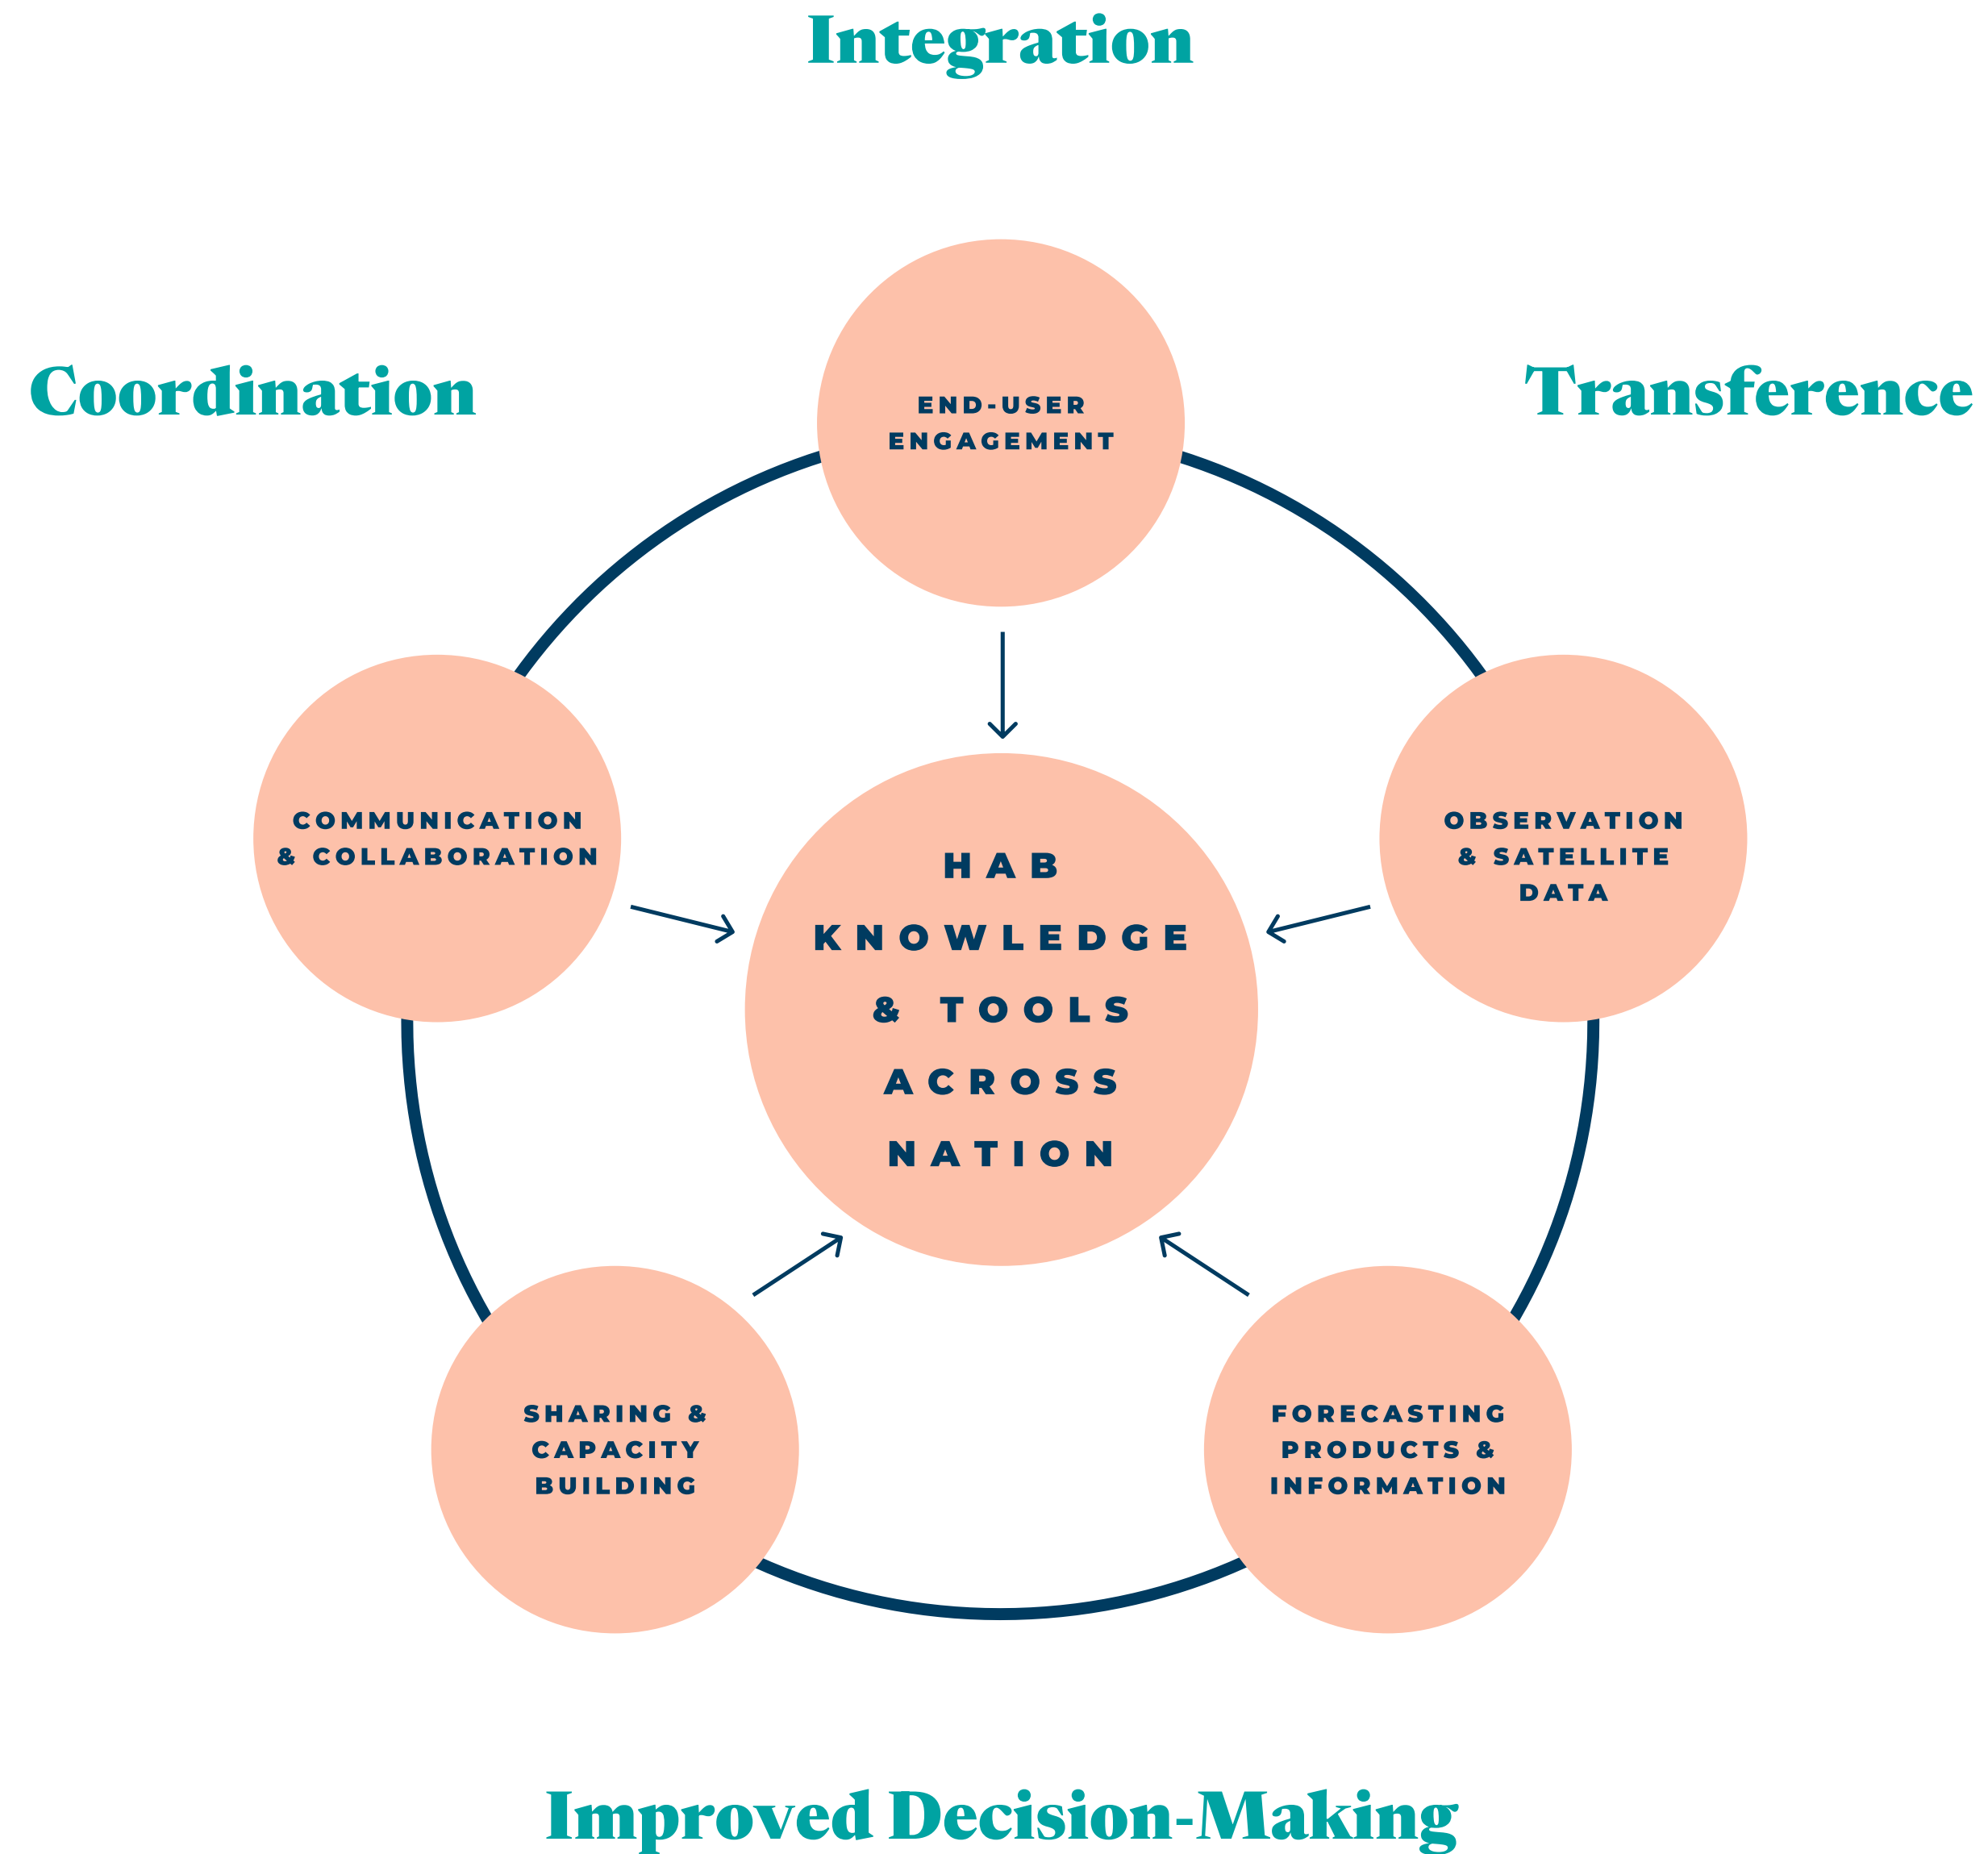 Integration
Coordination
Transference
END-USER
ENGAGEMENT
COMMUNICATION
& COLLABORATION
OBSERVATION
& SATELLITE
DATA
HAB
KNOWLEDGE
& TOOLS
ACROSS
NATION
SHARING &
CAPACITY
BUILDING
FORECASTING
PRODUCTS &
INFORMATION
Improved Decision-Making